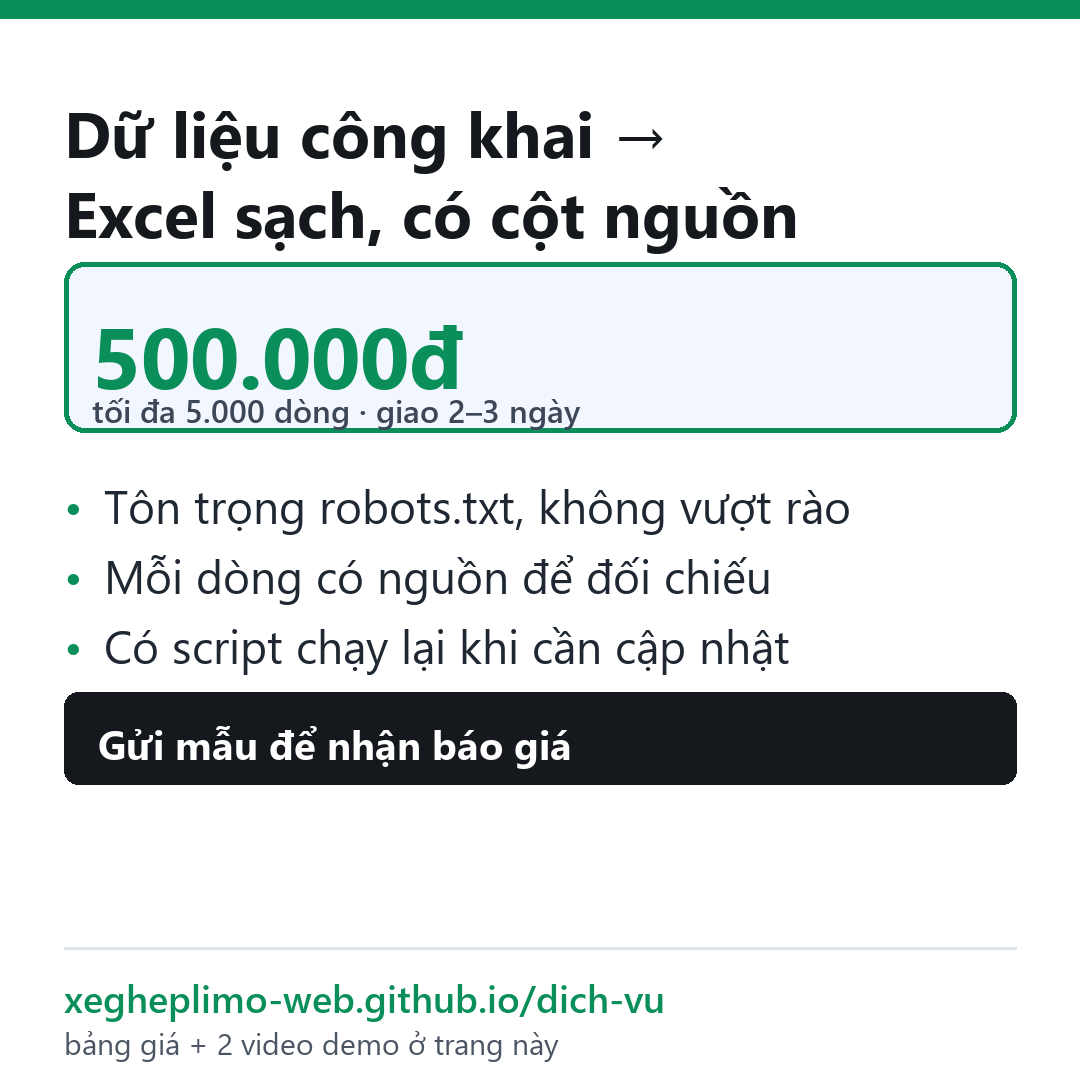 Dữ liệu công khai →
Excel sạch, có cột nguồn
500.000đ
tối đa 5.000 dòng · giao 2–3 ngày
• Tôn trọng robots.txt, không vượt rào
• Mỗi dòng có nguồn để đối chiếu
• Có script chạy lại khi cần cập nhật
Gửi mẫu để nhận báo giá
xegheplimo-web.github.io/dich-vu
bảng giá + 2 video demo ở trang này